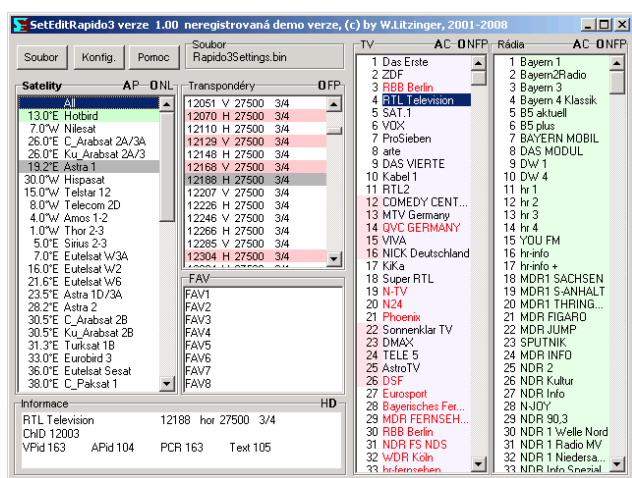 SetEditRapido3 verze 1.00 neregistrovaná demo verze, (c) by W.Litzinger, 2001-2008
Soubor Konfig. Pomoc
Soubor
Rapido3Settings.bin
Satelity AP ONL
All
13.0°E Hotbird
7.0°W Nilesat
26.0°E C_Arabsat 2A/3A
26.0°E Ku_Arabsat 2A/3
19.2°E Astra 1
30.0°W Hispasat
15.0°W Telstar 12
8.0°W Telecom 2D
4.0°W Amos 1-2
1.0°W Thor 2-3
5.0°E Sirius 2-3
7.0°E Eutelsat W3A
16.0°E Eutelsat W2
21.6°E Eutelsat W6
23.5°E Astra 1D/3A
28.2°E Astra 2
30.5°E C_Arabsat 2B
30.5°E Ku_Arabsat 2B
31.3°E Turksat 1B
33.0°E Eurobird 3
36.0°E Eutelsat Sesat
38.0°E C_Paksat 1
Transpondéry OFP
12051 V 27500 3/4
12070 H 27500 3/4
12110 H 27500 3/4
12129 V 27500 3/4
12148 H 27500 3/4
12168 V 27500 3/4
12188 H 27500 3/4
12207 V 27500 3/4
12226 H 27500 3/4
12246 V 27500 3/4
12266 H 27500 3/4
12285 V 27500 3/4
12304 H 27500 3/4
FAV
FAV1
FAV2
FAV3
FAV4
FAV5
FAV6
FAV7
FAV8
Informace HD
RTL Television 12188 hor 27500 3/4
ChID 12003
VPid 163 APid 104 PCR 163 Text 105
TV AC ONFP
1 Das Erste
2 ZDF
3 RBB Berlin
4 RTL Television
5 SAT.1
6 VOX
7 ProSieben
8 arte
9 DAS VIERTE
10 Kabel 1
11 RTL2
12 COMEDY CENT...
13 MTV Germany
14 QVC GERMANY
15 VIVA
16 NICK Deutschland
17 KiKa
18 Super RTL
19 N-TV
20 N24
21 Phoenix
22 Sonnenklar TV
23 DMAX
24 TELE 5
25 AstroTV
26 DSF
27 Eurosport
28 Bayerisches Fer...
29 MDR FERNSEH...
30 RBB Berlin
31 NDR FS NDS
32 WDR Köln
33 hr-fernsehen
Rádia AC ONFP
1 Bayern 1
2 Bayern2Radio
3 Bayern 3
4 Bayern 4 Klassik
5 B5 aktuell
6 B5 plus
7 BAYERN MOBIL
8 DAS MODUL
9 DW 1
10 DW 4
11 hr 1
12 hr 2
13 hr 3
14 hr 4
15 YOU FM
16 hr-info
17 hr-info +
18 MDR1 SACHSEN
19 MDR1 S-ANHALT
20 MDR1 THRING...
21 MDR FIGARO
22 MDR JUMP
23 SPUTNIK
24 MDR INFO
25 NDR 2
26 NDR Kultur
27 NDR Info
28 N-JOY
29 NDR 90,3
30 NDR 1 Welle Nord
31 NDR 1 Radio MV
32 NDR 1 Niedersa...
33 NDR Info Spezial